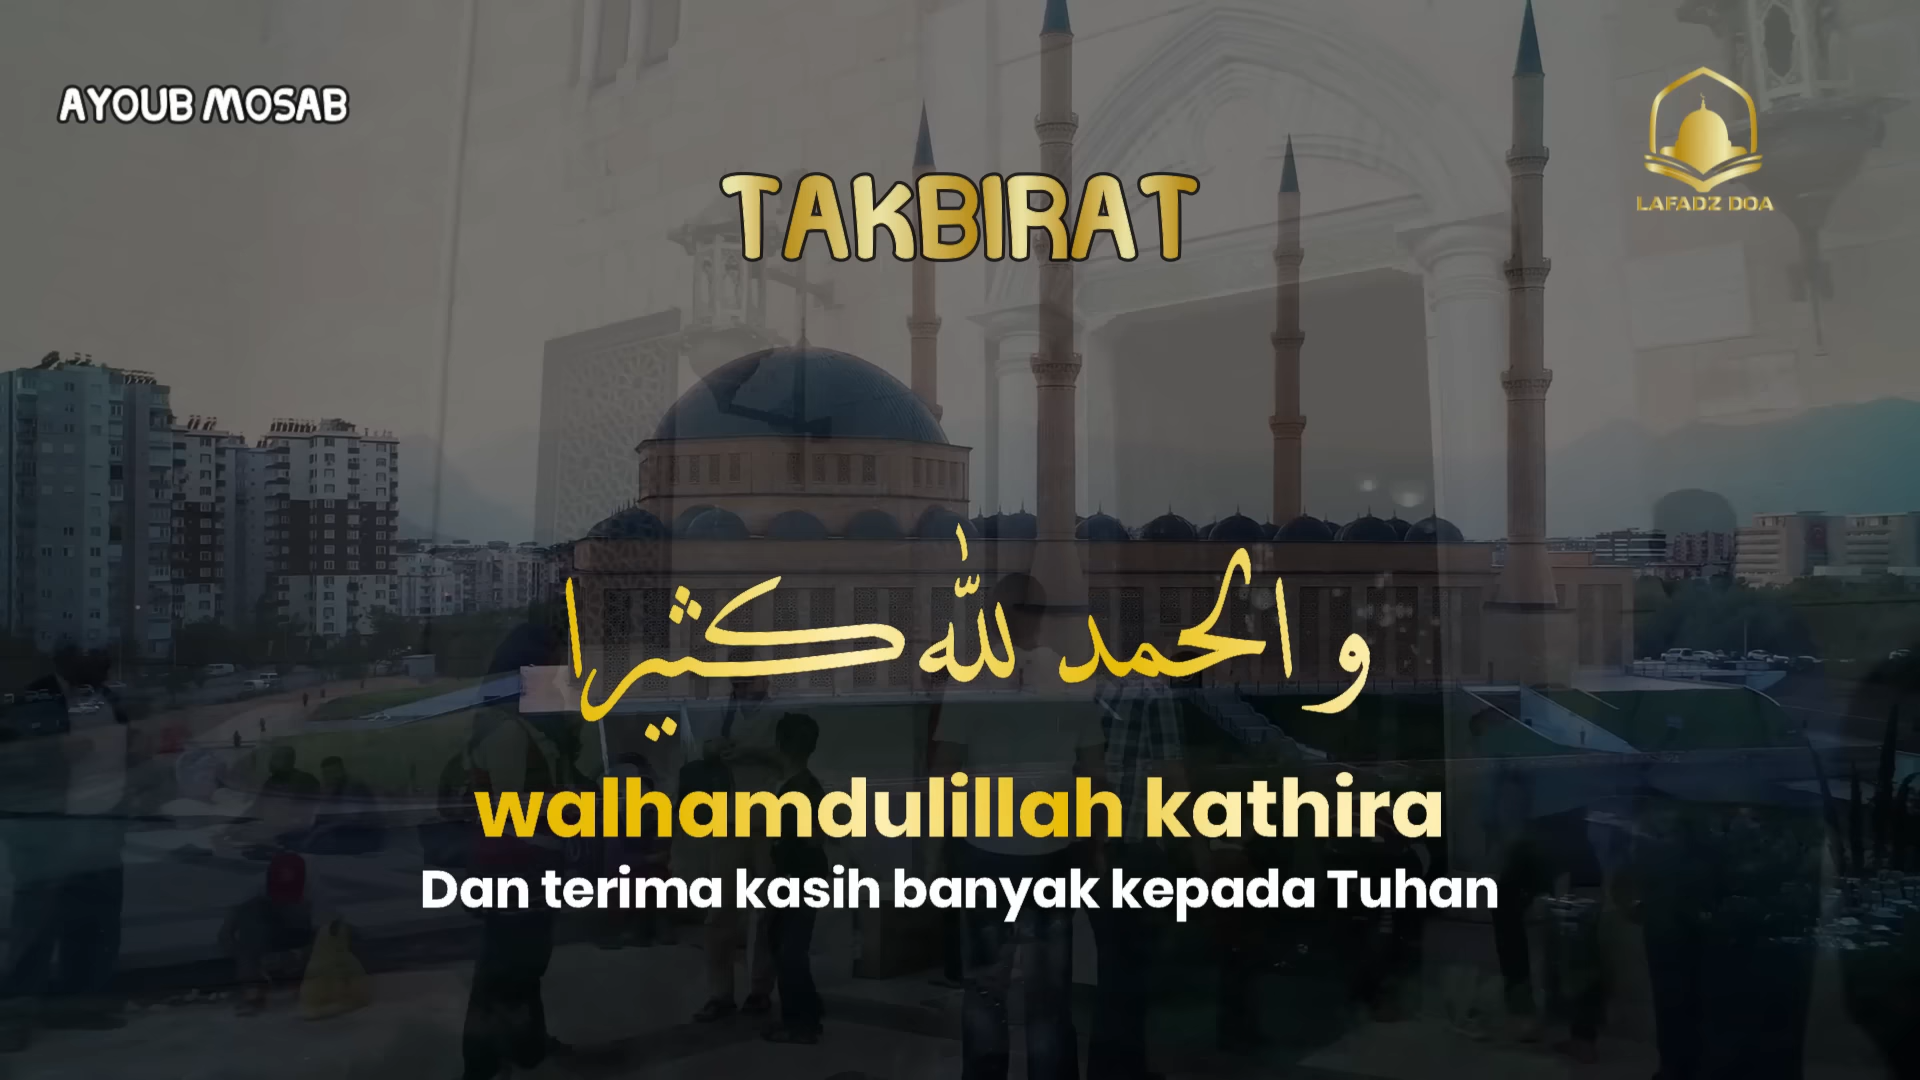 AYOUB MOSAB
LAFADZ DOA
TAKBIRAT
والحمد لله كثيرا
walhamdulillah kathira
Dan terima kasih banyak kepada Tuhan